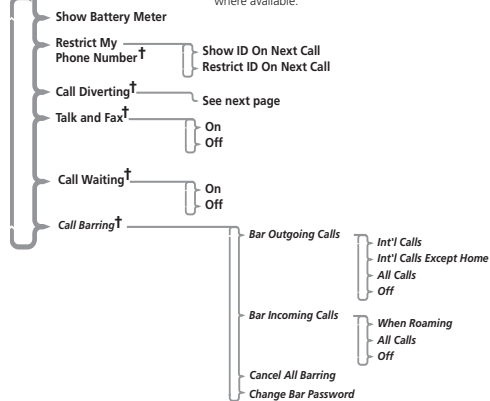 where available.
Show Battery Meter
Restrict My
Phone Number†
Show ID On Next Call
Restrict ID On Next Call
Call Diverting†
See next page
Talk and Fax†
On
Off
Call Waiting†
On
Off
Call Barring†
Bar Outgoing Calls
Int'l Calls
Int'l Calls Except Home
All Calls
Off
Bar Incoming Calls
When Roaming
All Calls
Off
Cancel All Barring
Change Bar Password